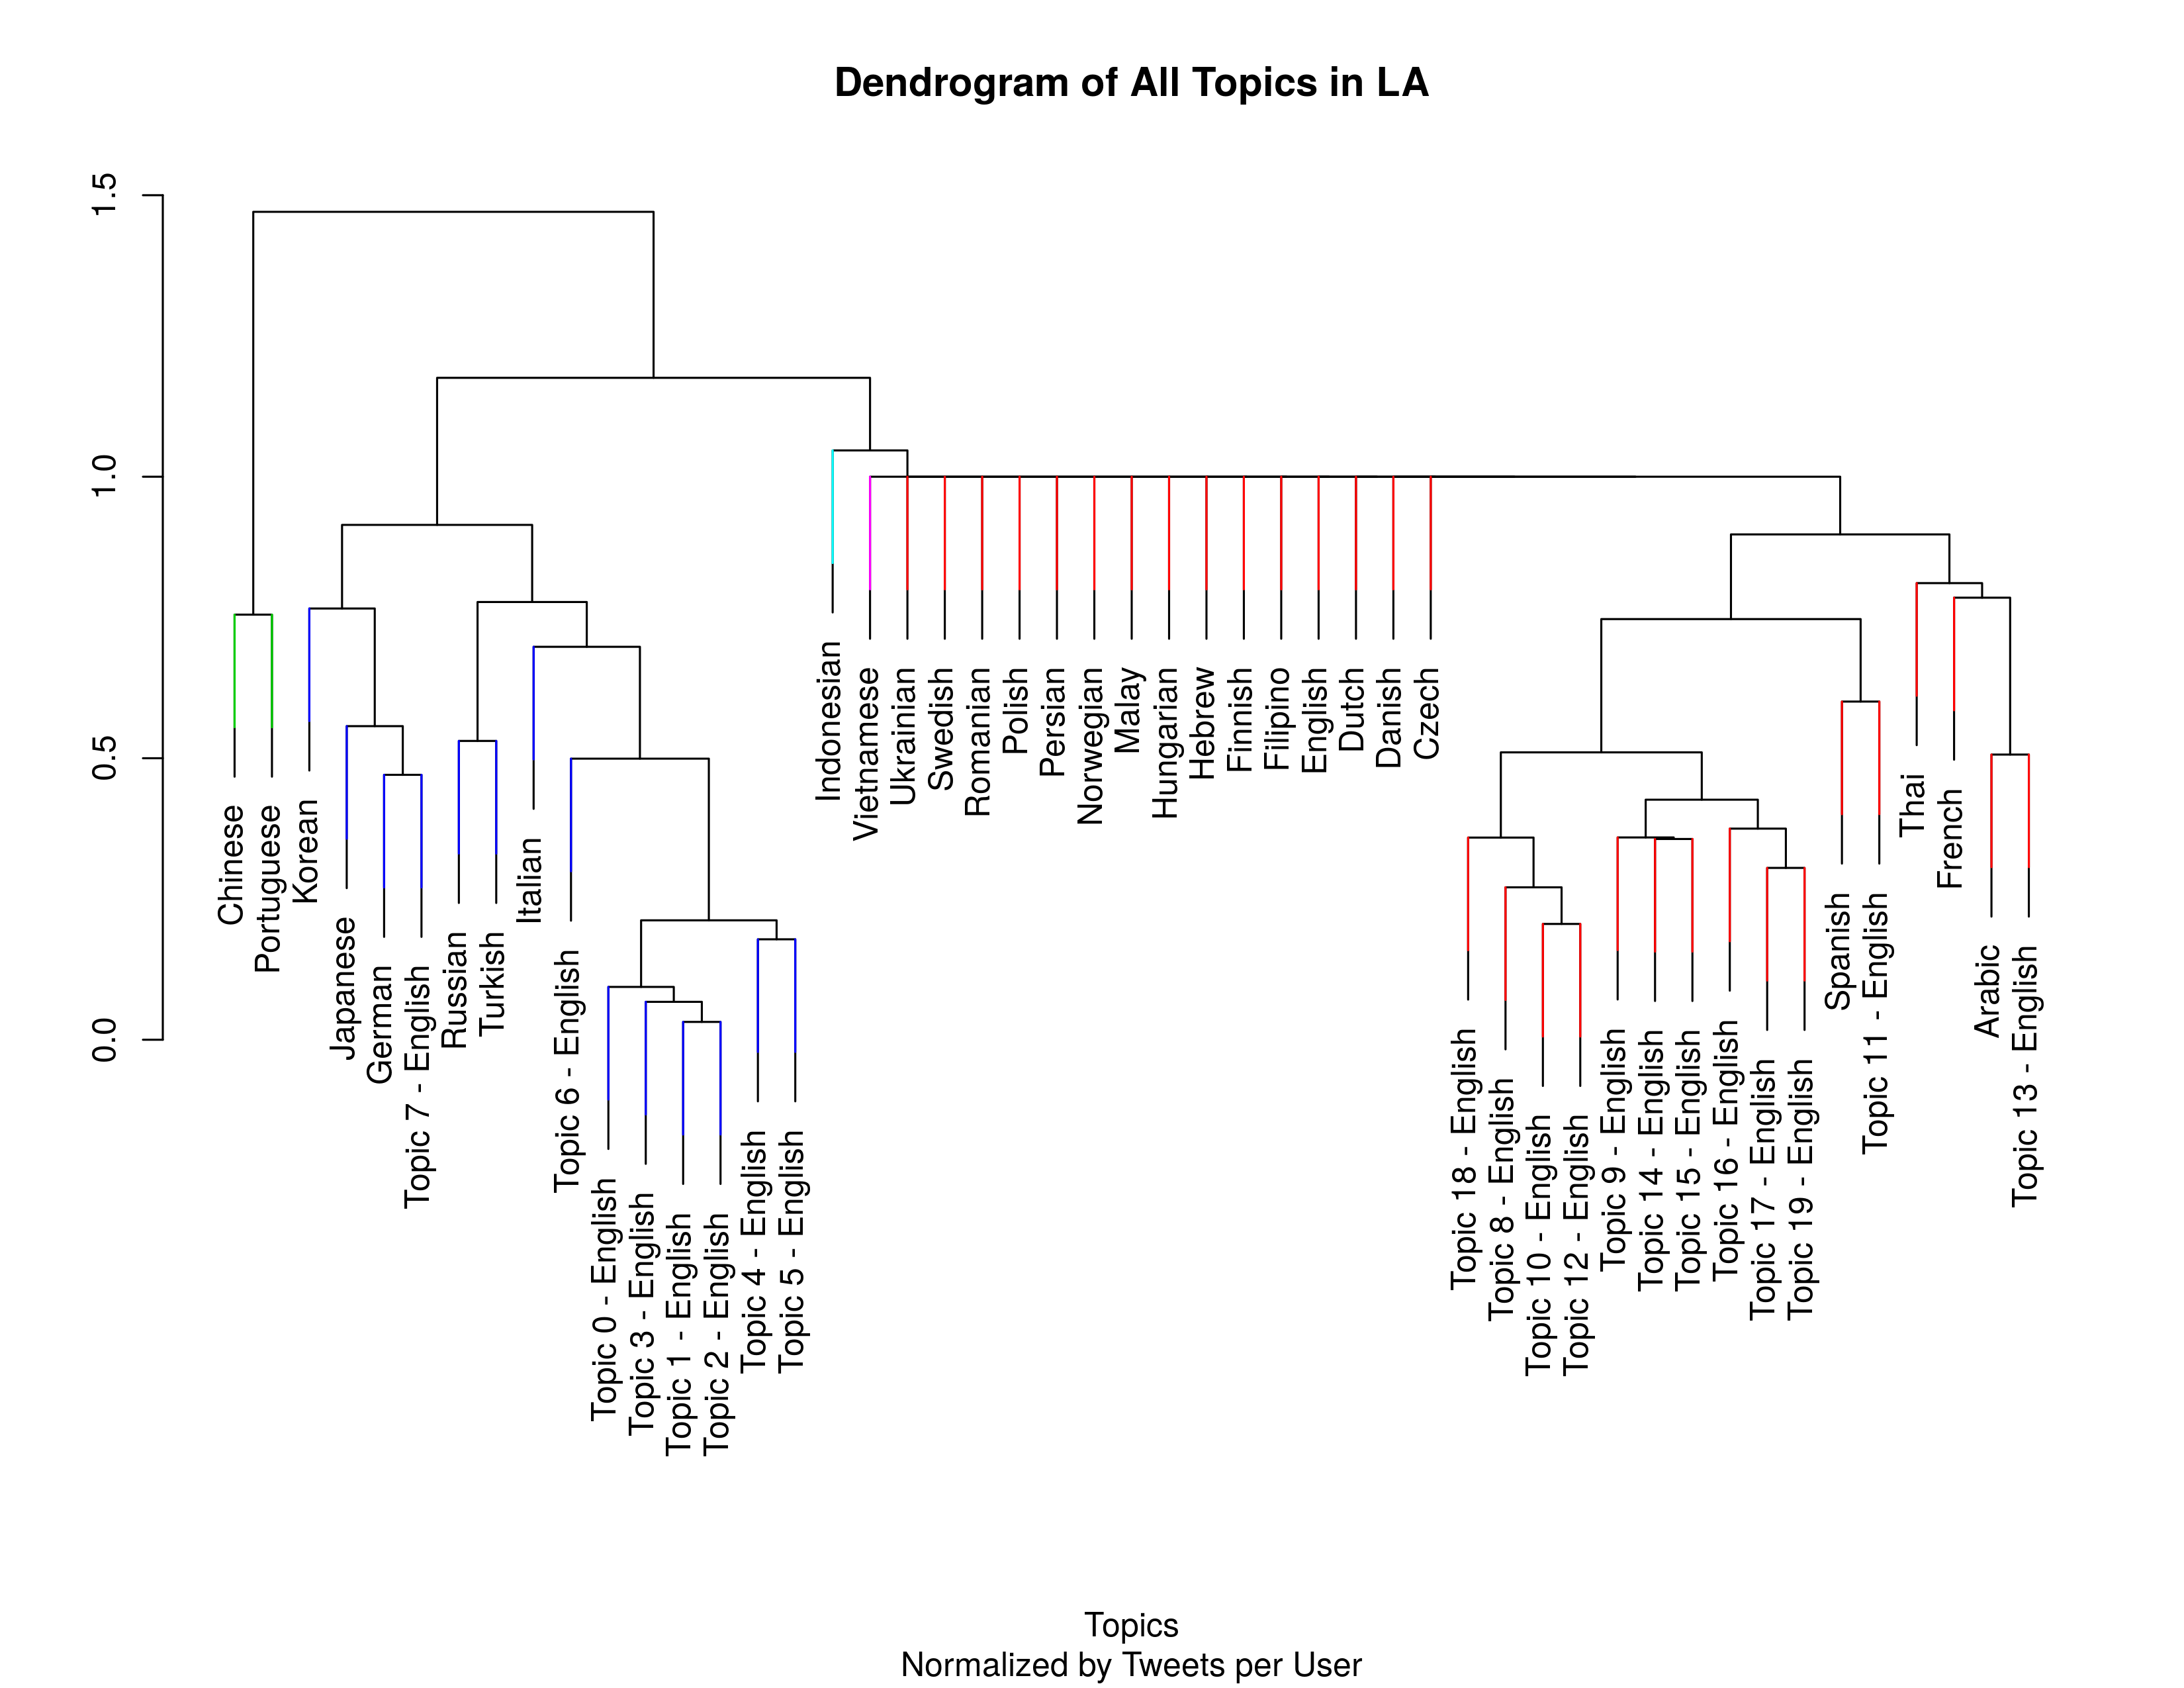 Dendrogram of All Topics in LA
1.5
1.0
0.5
0.0
Chinese
Portuguese
Korean
Japanese
German
Topic 7 - English
Russian
Turkish
Italian
Topic 6 - English
Topic 0 - English
Topic 3 - English
Topic 1 - English
Topic 2 - English
Topic 4 - English
Topic 5 - English
Indonesian
Vietnamese
Ukrainian
Swedish
Romanian
Polish
Persian
Norwegian
Malay
Hungarian
Hebrew
Finnish
Filipino
English
Dutch
Danish
Czech
Topic 18 - English
Topic 8 - English
Topic 10 - English
Topic 12 - English
Topic 9 - English
Topic 14 - English
Topic 15 - English
Topic 16 - English
Topic 17 - English
Topic 19 - English
Spanish
Topic 11 - English
Thai
French
Arabic
Topic 13 - English
Topics
Normalized by Tweets per User